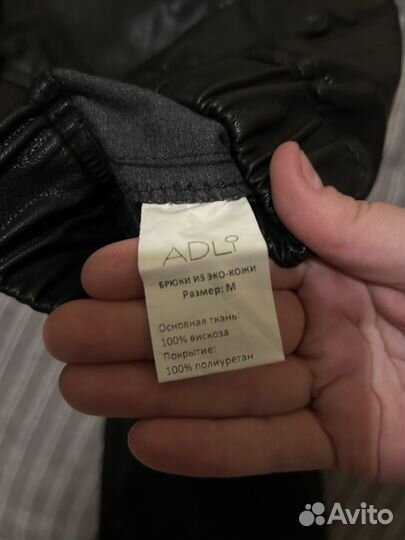 ADLi
БРЮКИ ИЗ ЭКО-КОЖИ
Размер: М
Основная ткань:
100% вискоза
Покрытие:
100% полиуретан
Avito